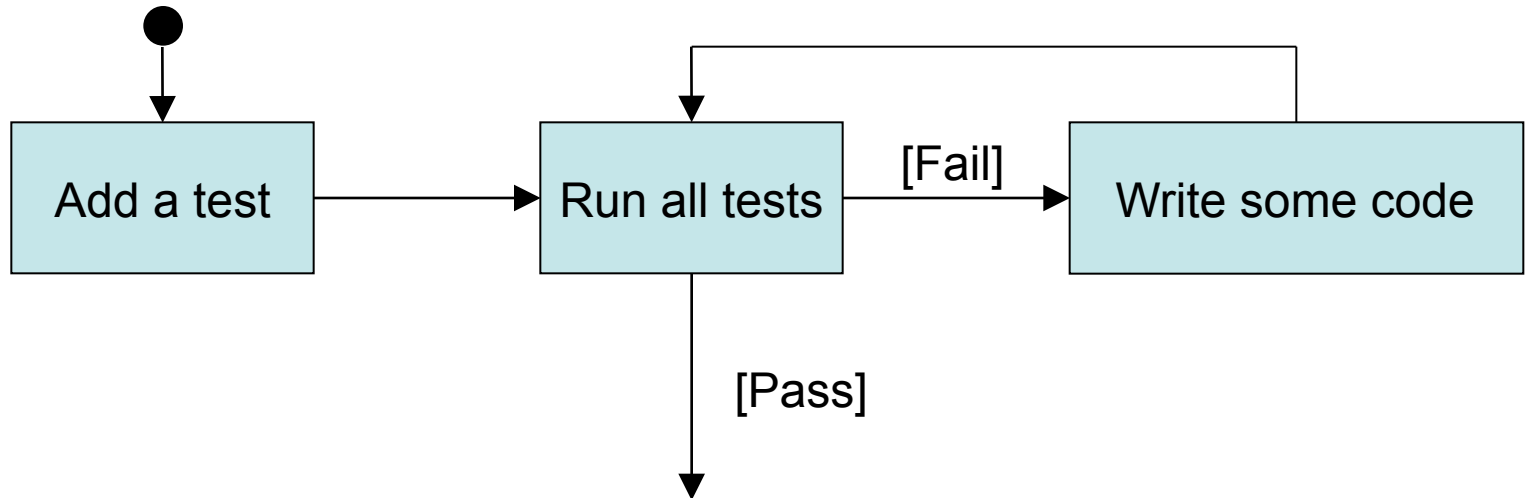 Add a test
Run all tests
[Fail]
Write some code
[Pass]